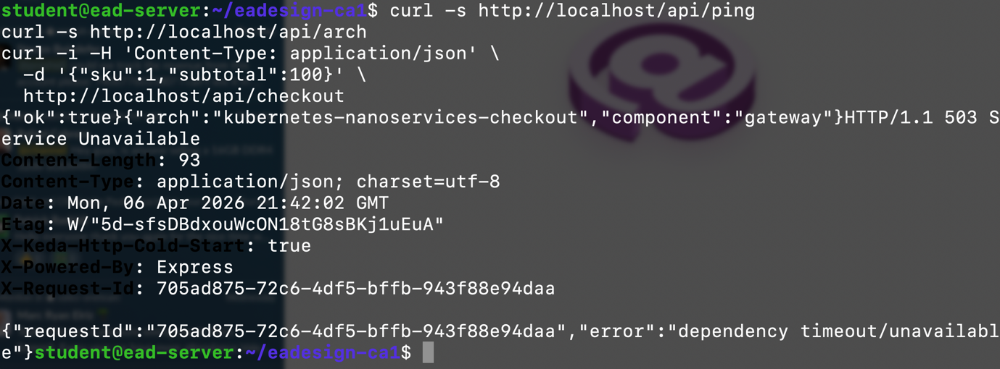 student@ead-server:~/eadesign-ca1$ curl -s http://localhost/api/ping
curl -s http://localhost/api/arch
curl -i -H 'Content-Type: application/json' \
  -d '{"sku":1,"subtotal":100}' \
  http://localhost/api/checkout
{"ok":true}{"arch":"kubernetes-nanoservices-checkout","component":"gateway"}HTTP/1.1 503 S
ervice Unavailable
Content-Length: 93
Content-Type: application/json; charset=utf-8
Date: Mon, 06 Apr 2026 21:42:02 GMT
Etag: W/"5d-sfsDBdxouWcON18tG8sBKj1uEuA"
X-Keda-Http-Cold-Start: true
X-Powered-By: Express
X-Request-Id: 705ad875-72c6-4df5-bffb-943f88e94daa

{"requestId":"705ad875-72c6-4df5-bffb-943f88e94daa","error":"dependency timeout/unavailabl
e"}student@ead-server:~/eadesign-ca1$